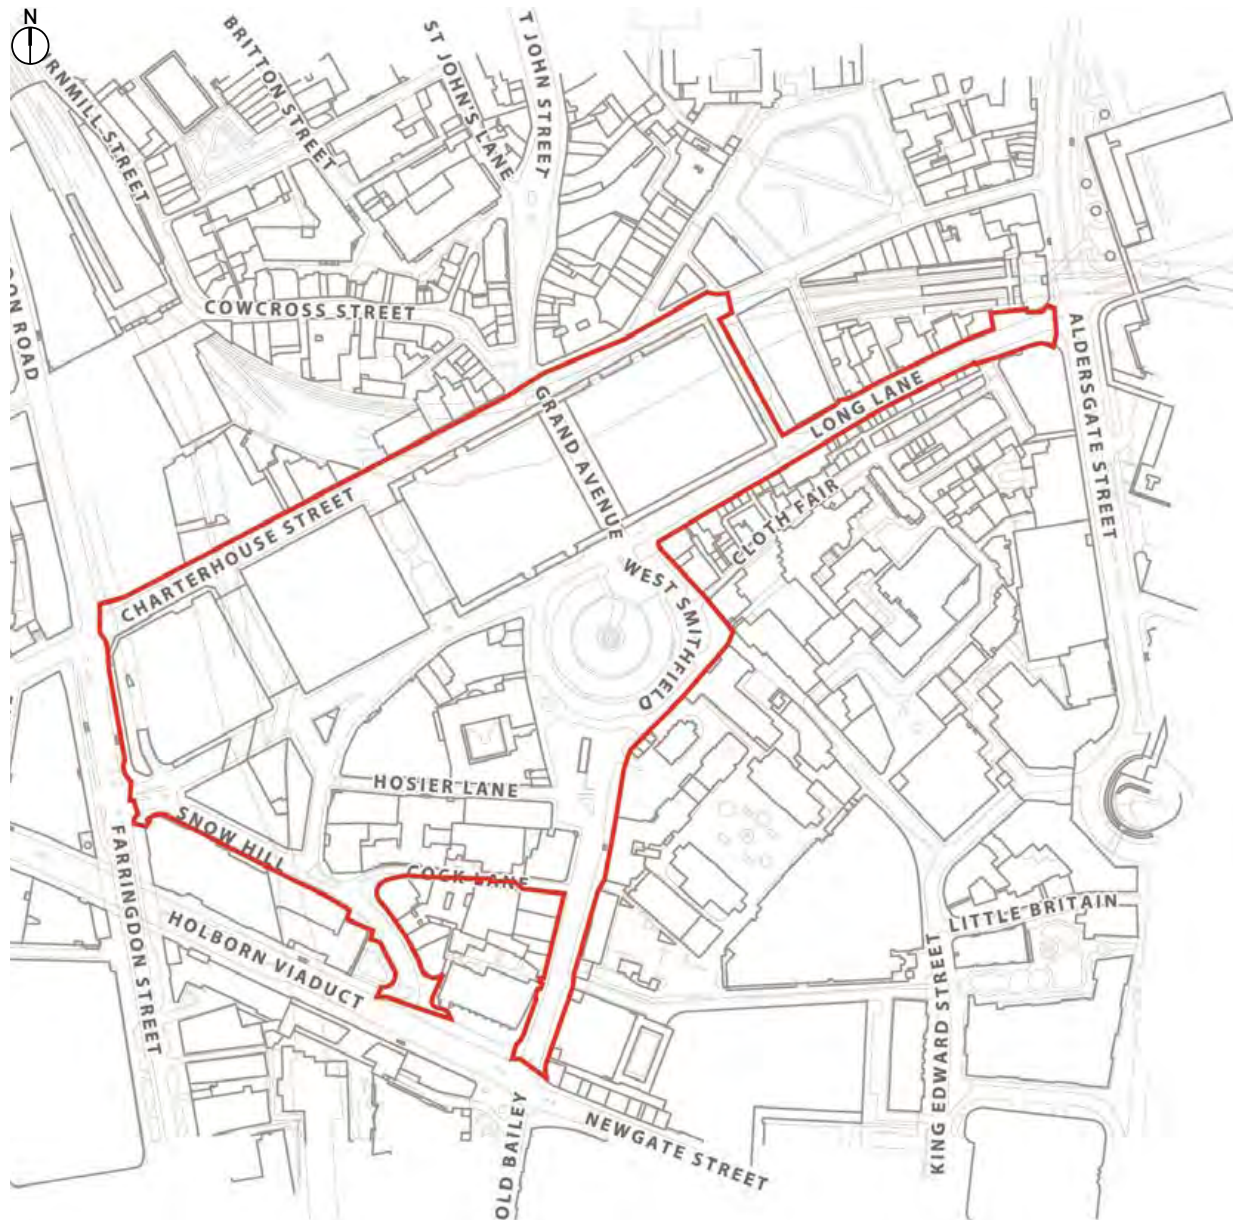 N
BRITTON STREET
ST JOHN'S LANE
T JOHN STREET
RNMILL STREET
ON ROAD
COWCROSS STREET
GRAND AVENUE
LONG LANE
ALDERSGATE STREET
CLOTH FAIR
CHARTERHOUSE STREET
WEST SMITHFIELD
HOSIER LANE
SNOW HILL
COCK LANE
FARRINGDON STREET
HOLBORN VIADUCT
LITTLE BRITAIN
KING EDWARD STREET
OLD BAILEY
NEWGATE STREET